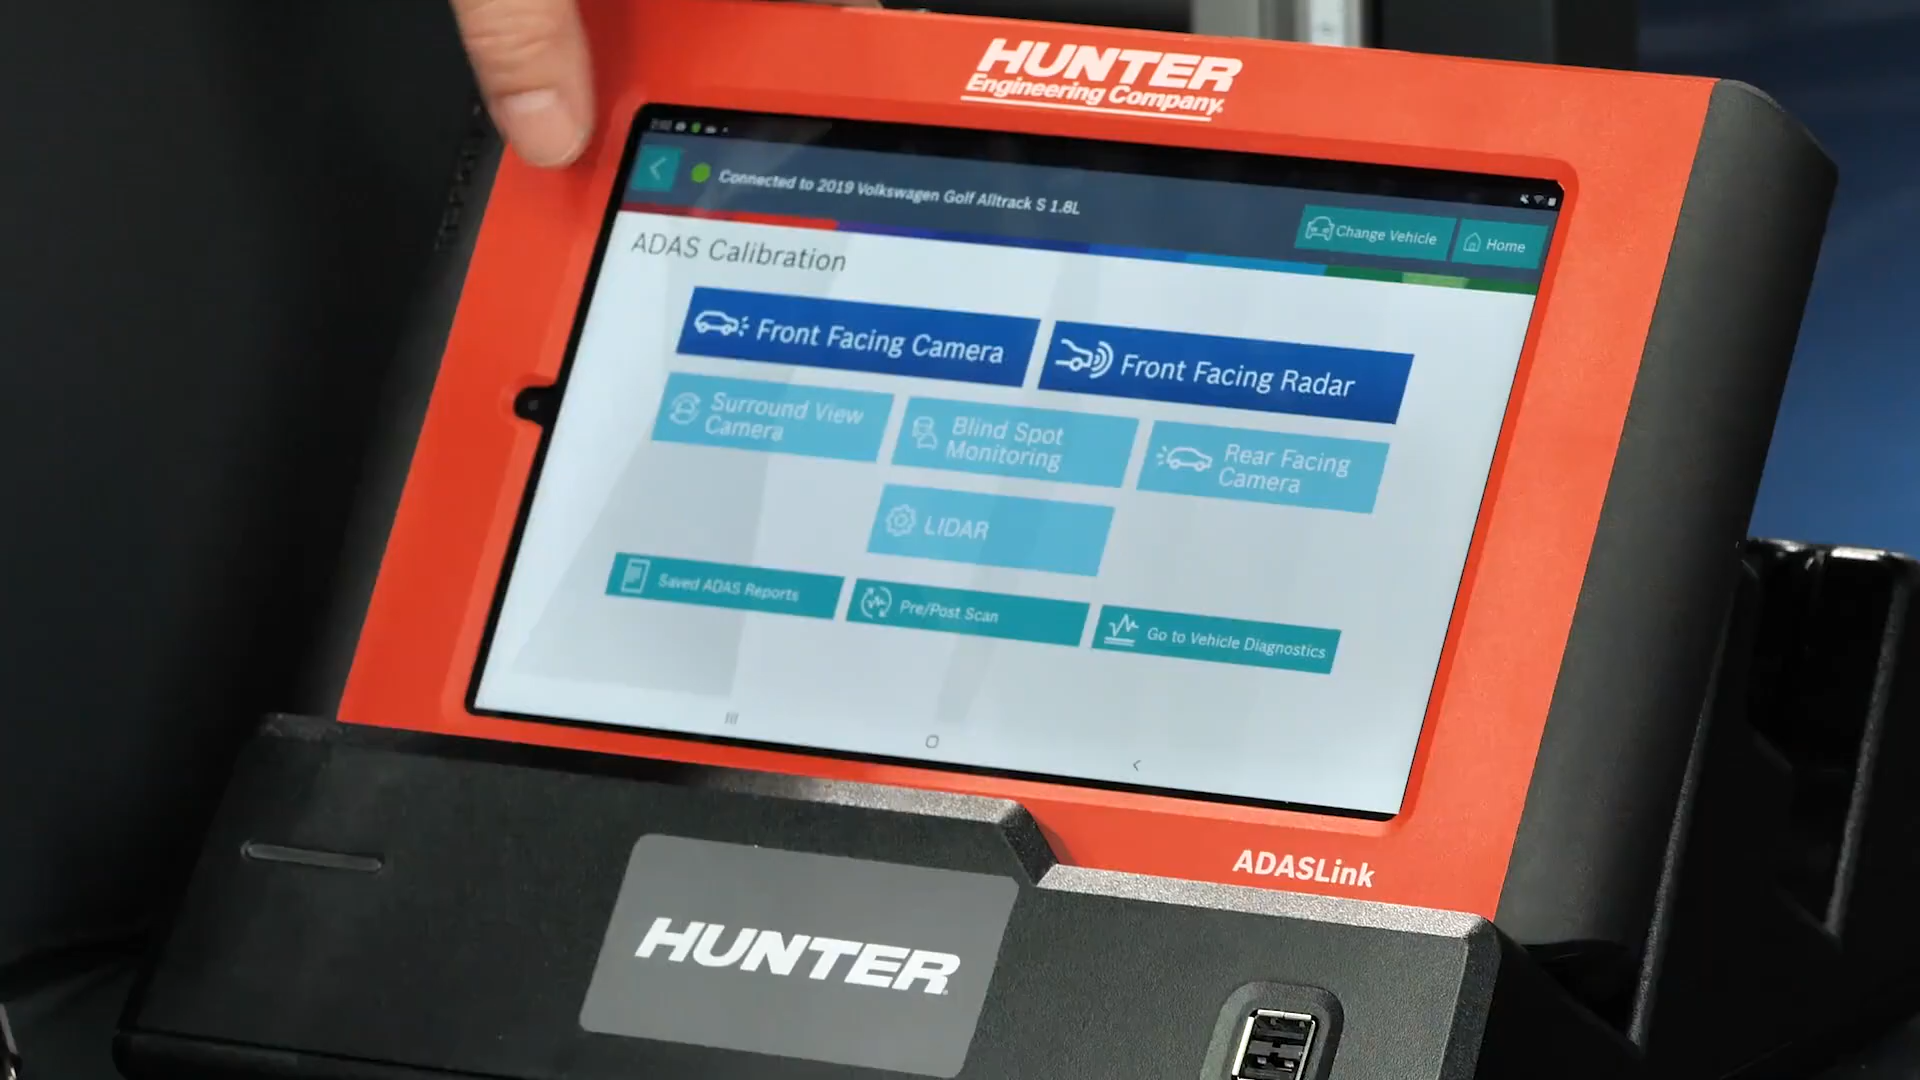 HUNTER
Engineering Company
2:02
Connected to 2019 Volkswagen Golf Alltrack S 1.8L
Change Vehicle
Home
ADAS Calibration
Front Facing Camera
Front Facing Radar
Surround View
Camera
Blind Spot
Monitoring
Rear Facing
Camera
LIDAR
Saved ADAS Reports
Pre/Post Scan
Go to Vehicle Diagnostics
ADASLink
HUNTER